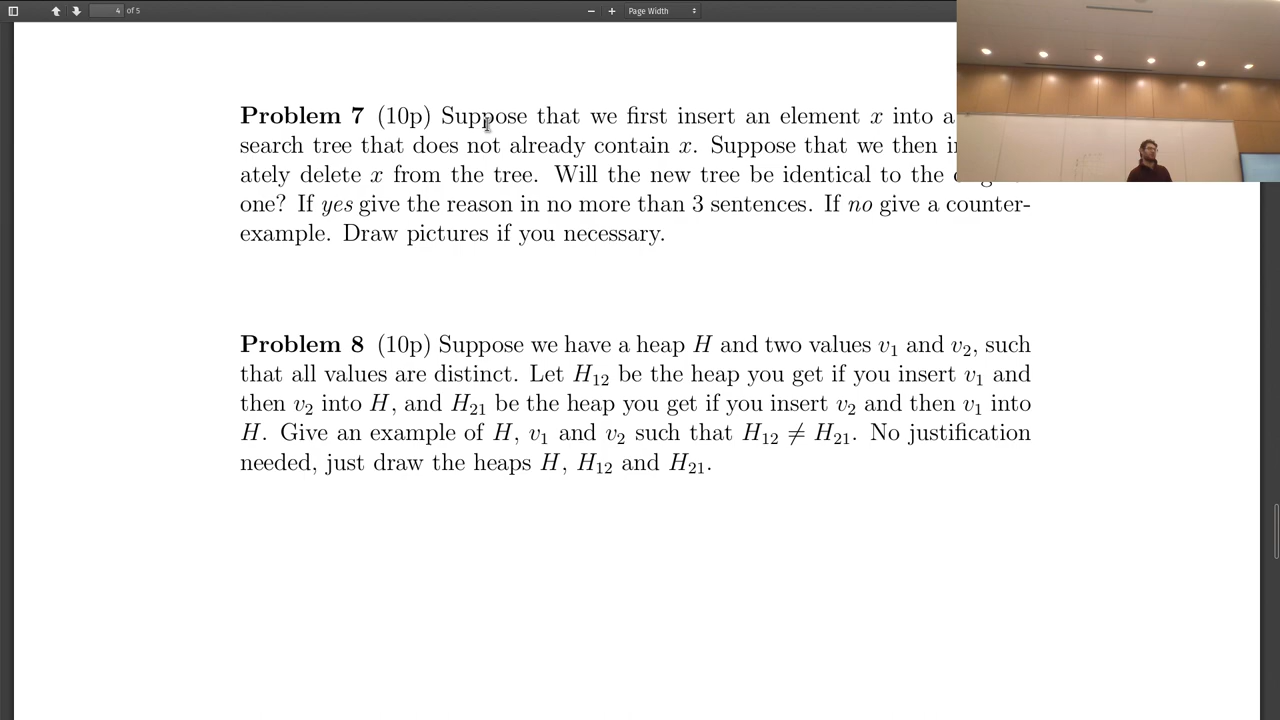 4 of 5
Page Width
Problem 7 (10p) Suppose that we first insert an element x into a
search tree that does not already contain x. Suppose that we then
ately delete x from the tree. Will the new tree be identical to the
one? If yes give the reason in no more than 3 sentences. If no give a counter-
example. Draw pictures if you necessary.
Problem 8 (10p) Suppose we have a heap H and two values v₁ and v₂, such
that all values are distinct. Let H₁₂ be the heap you get if you insert v₁ and
then v₂ into H, and H₂₁ be the heap you get if you insert v₂ and then v₁ into
H. Give an example of H, v₁ and v₂ such that H₁₂ ≠ H₂₁. No justification
needed, just draw the heaps H, H₁₂ and H₂₁.